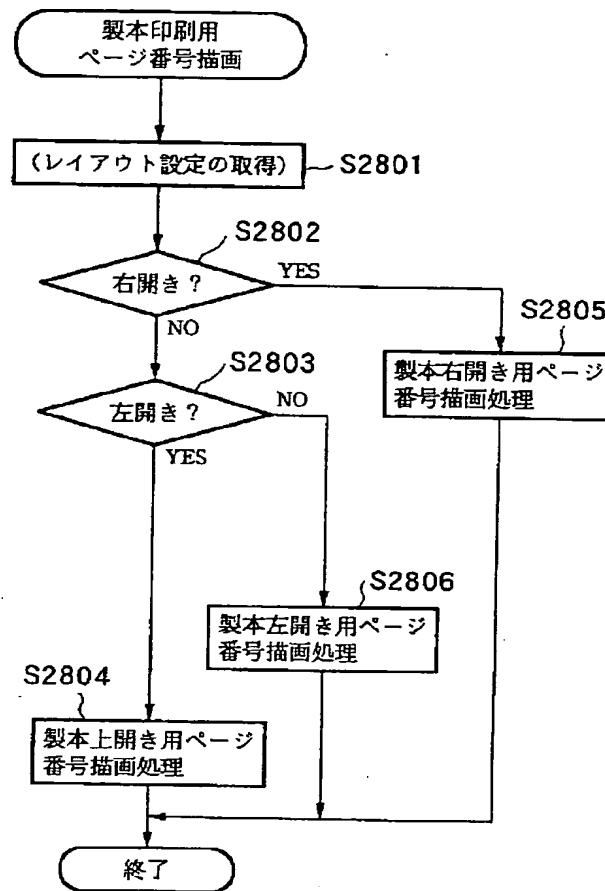 製本印刷用
ページ番号描画
(レイアウト設定の取得)
S2801
S2802
右開き?
YES
NO
S2805
製本右開き用ページ
番号描画処理
S2803
左開き?
NO
YES
S2806
製本左開き用ページ
番号描画処理
S2804
製本上開き用ページ
番号描画処理
終了